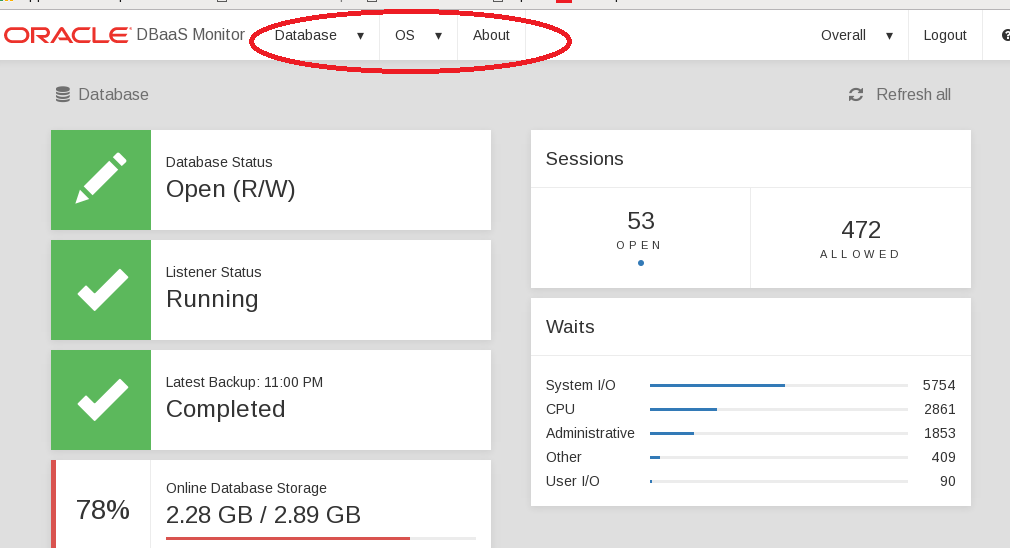 ORACLE DBaaS Monitor Database ▼ OS ▼ About Overall ▼ Logout
Database
Refresh all
Database Status
Open (R/W)
Listener Status
Running
Latest Backup: 11:00 PM
Completed
78%
Online Database Storage
2.28 GB / 2.89 GB
Sessions
53
OPEN
472
ALLOWED
Waits
System I/O 5754
CPU 2861
Administrative 1853
Other 409
User I/O 90